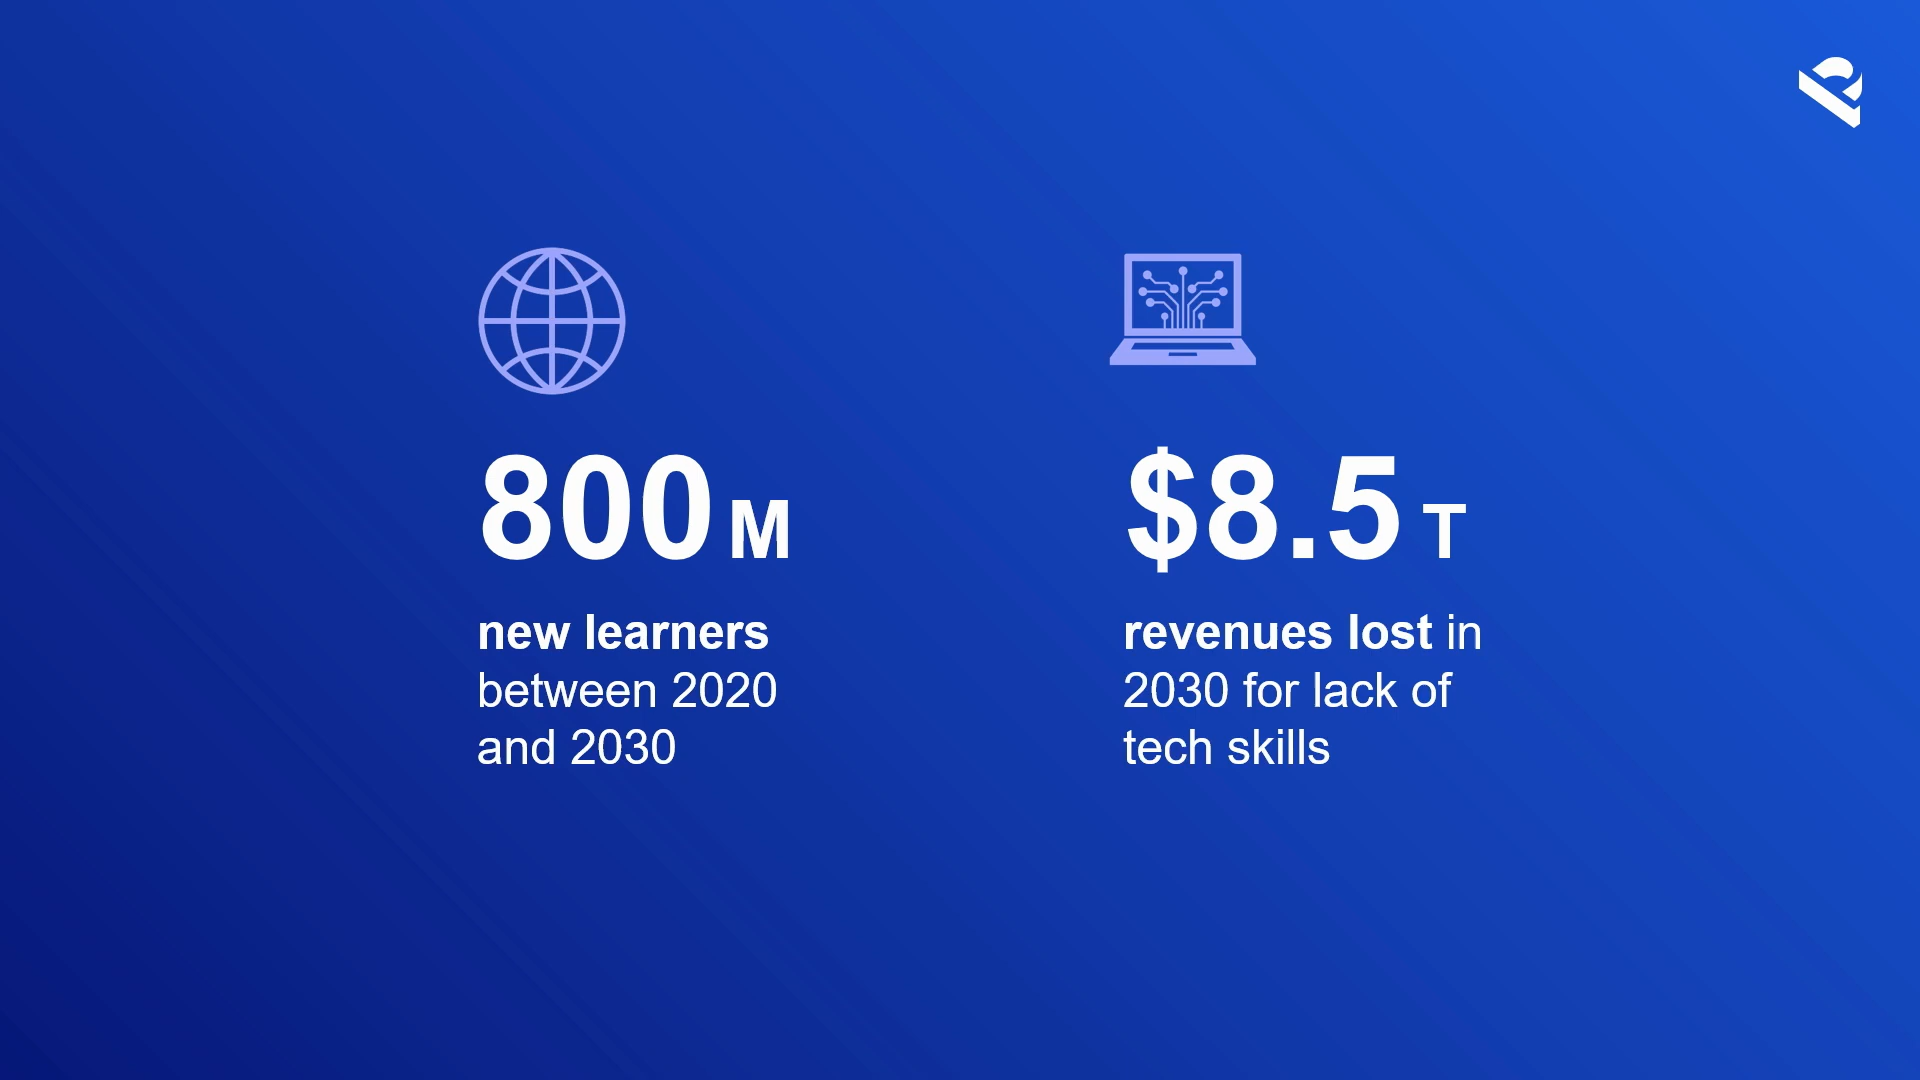 800 M
new learners
between 2020
and 2030
$8.5 T
revenues lost in
2030 for lack of
tech skills